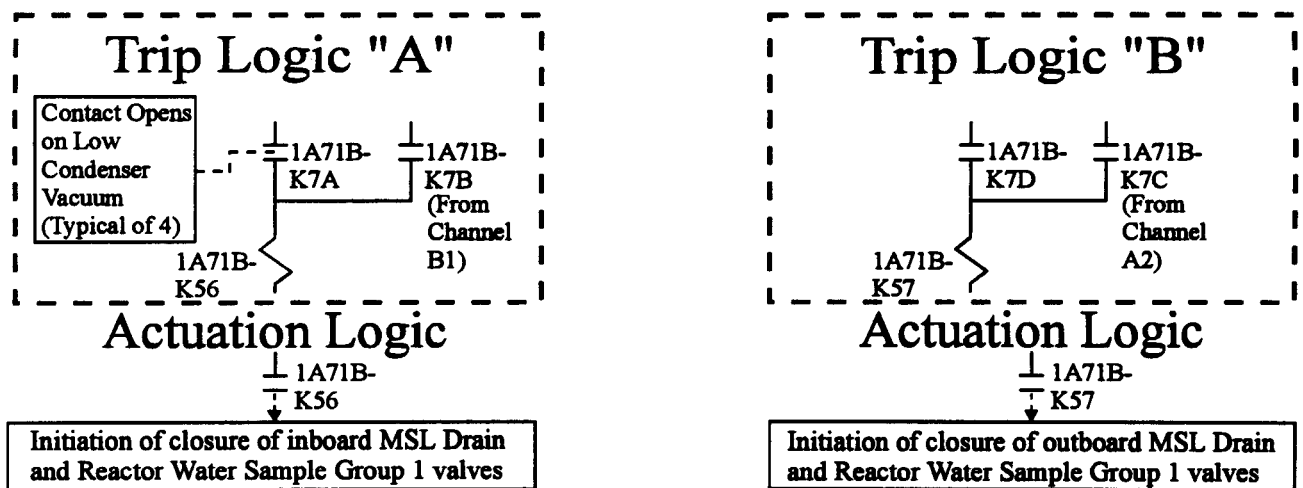 Trip Logic "A"
Contact Opens
on Low
Condenser
Vacuum
(Typical of 4)
1A71B-
K7A
1A71B-
K7B
(From
Channel
B1)
1A71B-
K56
Actuation Logic
1A71B-
K56
Initiation of closure of inboard MSL Drain
and Reactor Water Sample Group 1 valves
Trip Logic "B"
1A71B-
K7D
1A71B-
K7C
(From
Channel
A2)
1A71B-
K57
Actuation Logic
1A71B-
K57
Initiation of closure of outboard MSL Drain
and Reactor Water Sample Group 1 valves